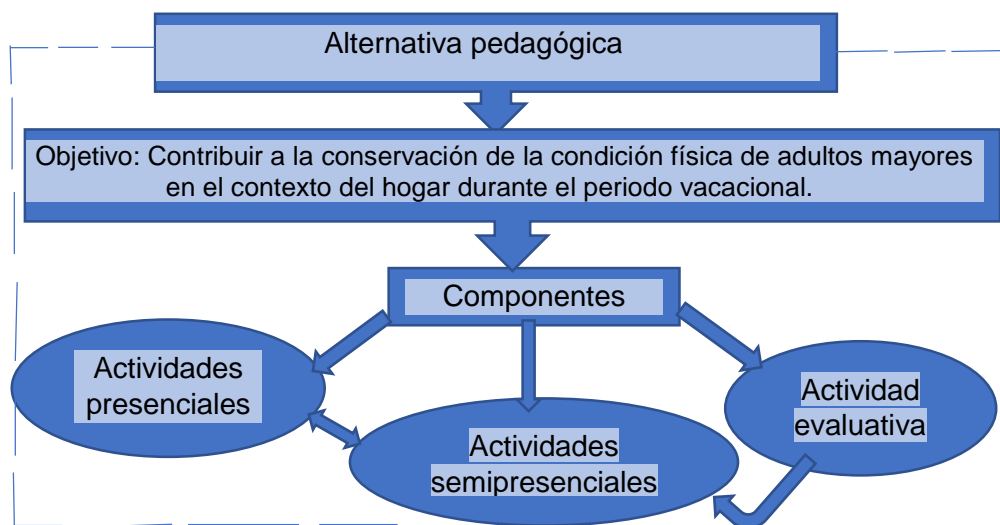 Alternativa pedagógica
Objetivo: Contribuir a la conservación de la condición física de adultos mayores
en el contexto del hogar durante el periodo vacacional.
Componentes
Actividades
presenciales
Actividades
semipresenciales
Actividad
evaluativa